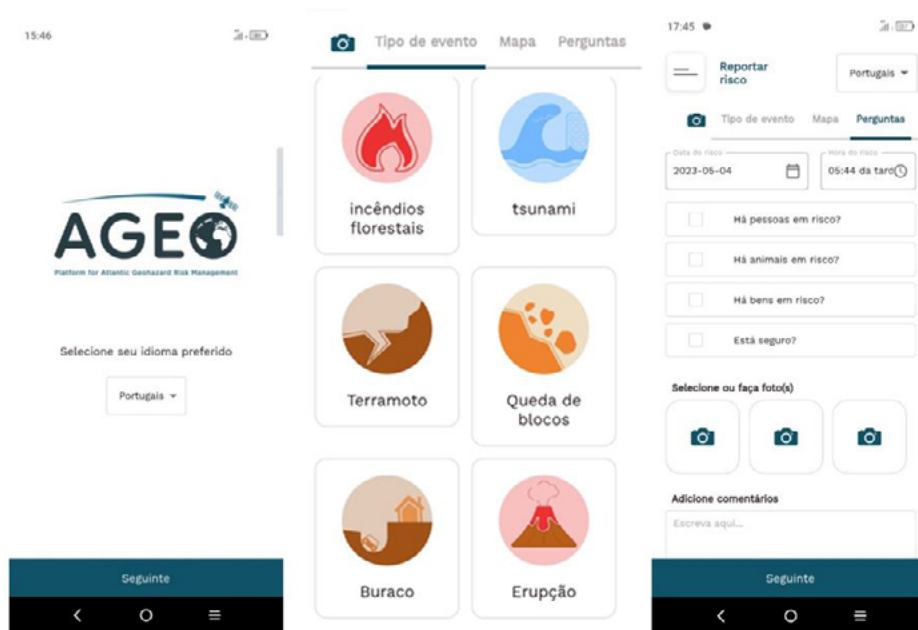 15:46
AGEO
Platform for Atlantic Geohazard Risk Management
Selecione seu idioma preferido
Portugais
Seguinte
Tipo de evento Mapa Perguntas
incêndios
florestais
tsunami
Terramoto
Queda de
blocos
Buraco
Erupção
17:45
Reportar
risco
Portugais
Tipo de evento Mapa Perguntas
Data do risco
2023-05-04
Hora do risco
05:44 da tard
Há pessoas em risco?
Há animais em risco?
Há bens em risco?
Está seguro?
Selecione ou faça foto(s)
Adicione comentários
Escreva aqui...
Seguinte